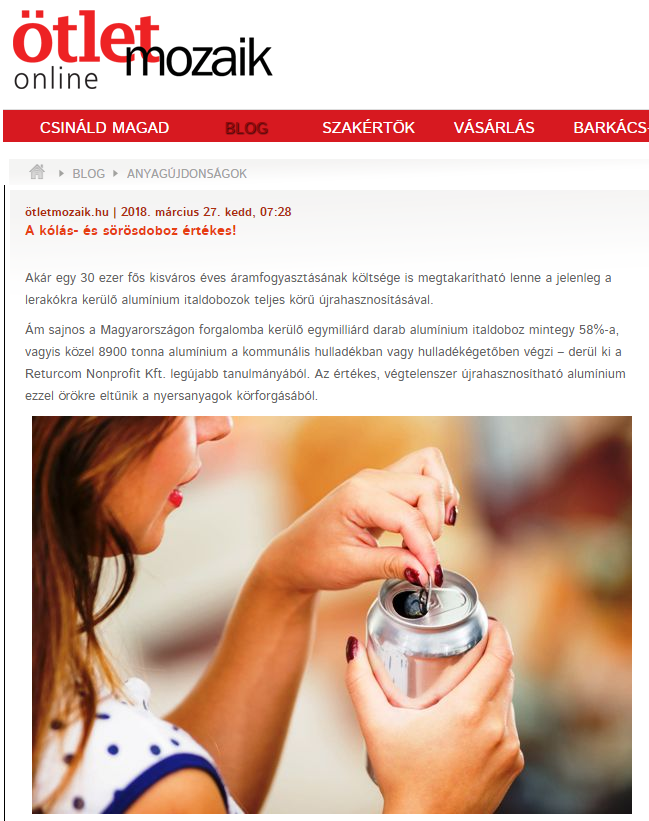 ötlet
online mozaik
CSINÁLD MAGAD BLOG SZAKÉRTŐK VÁSÁRLÁS BARKÁCS-
BLOG ANYAGÚJDONSÁGOK
ötletmozaik.hu | 2018. március 27. kedd, 07:28
A kólás- és sörösdoboz értékes!
Akár egy 30 ezer fős kisváros éves áramfogyasztásának költsége is megtakarítható lenne a jelenleg a
lerakókra kerülő alumínium italdobozok teljes körű újrahasznosításával.
Ám sajnos a Magyarországon forgalomba kerülő egymilliárd darab alumínium italdoboz mintegy 58%-a,
vagyis közel 8900 tonna alumínium a kommunális hulladékban vagy hulladékégetőben végzi – derül ki a
Returcom Nonprofit Kft. legújabb tanulmányából. Az értékes, végtelenszer újrahasznosítható alumínium
ezzel örökre eltűnik a nyersanyagok körforgásából.